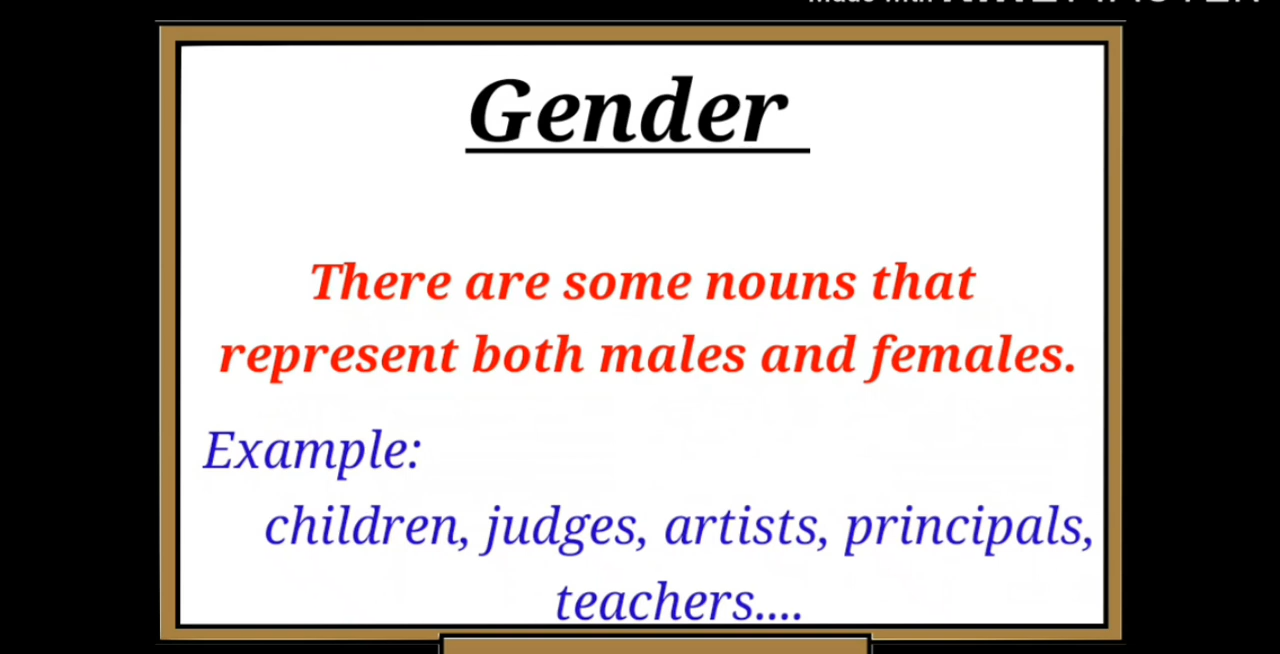 Gender
There are some nouns that
represent both males and females.
Example:
children, judges, artists, principals,
teachers....